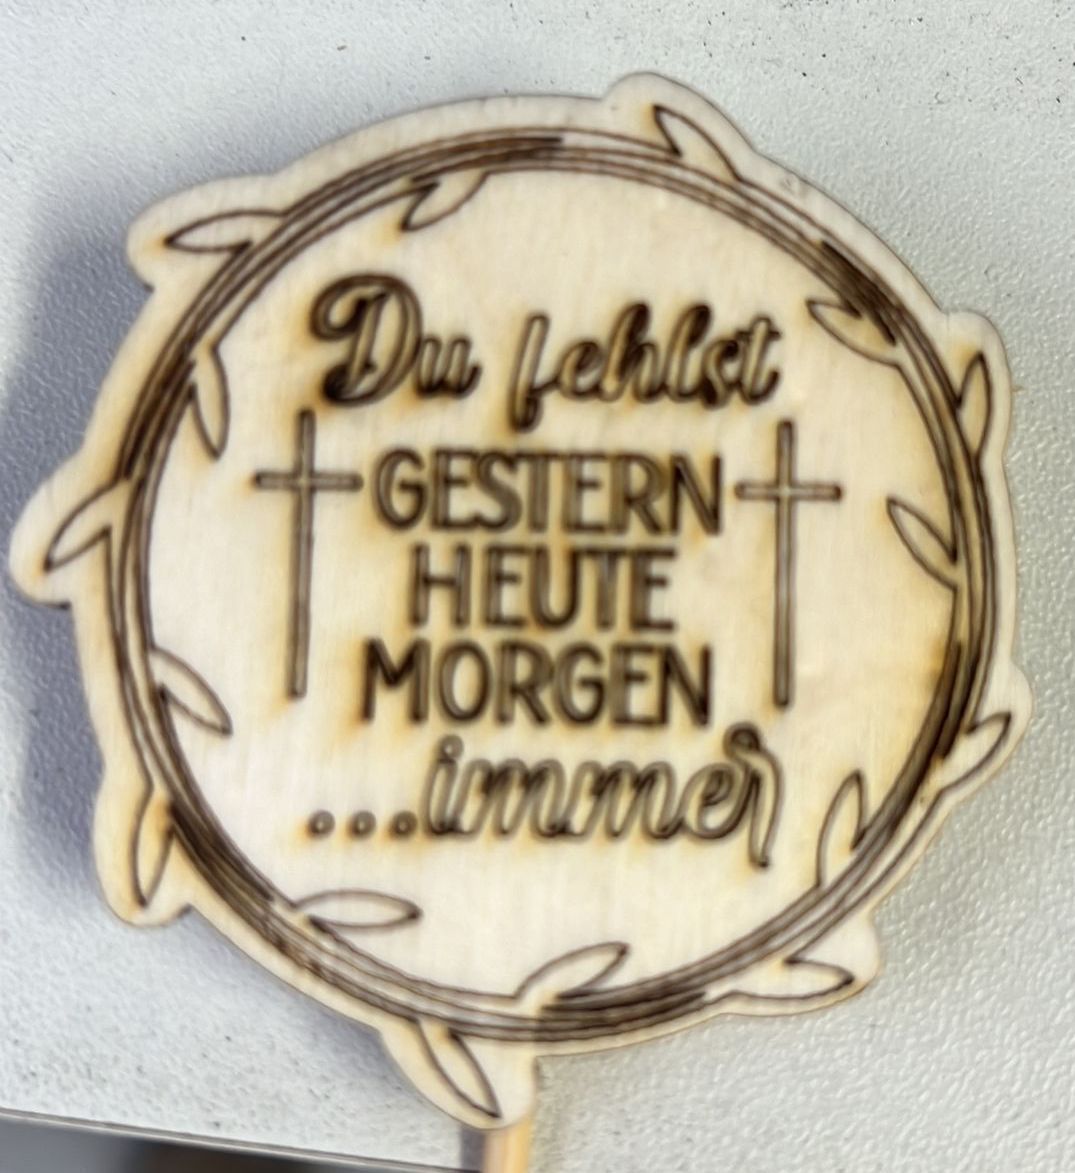 Du fehlst
GESTERN
HEUTE
MORGEN
...immer